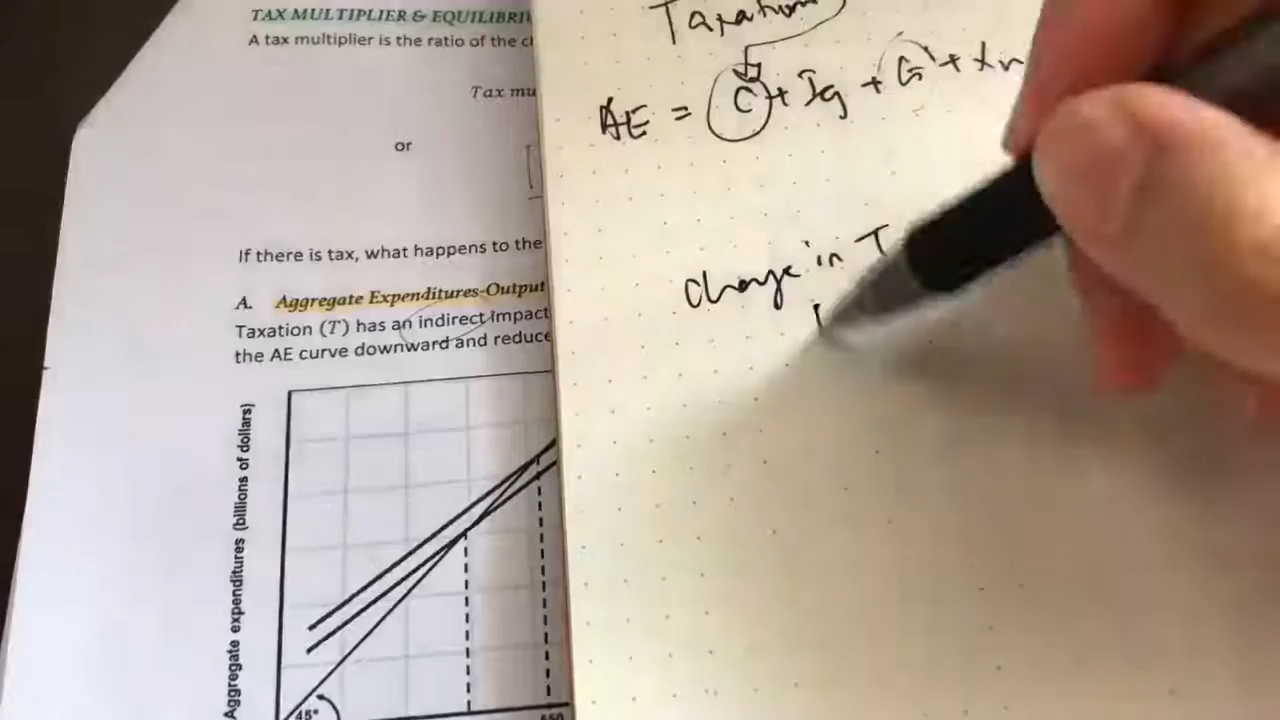 TAX MULTIPLIER & EQUILIBRI
A tax multiplier is the ratio of the cl
Tax mu
or
If there is tax, what happens to the
A. Aggregate Expenditures-Output
Taxation (T) has an indirect impact
the AE curve downward and reduce
Aggregate expenditures (billions of dollars)
45°
550
Taxation
AE = C + Ig + G + Xn
Change in T